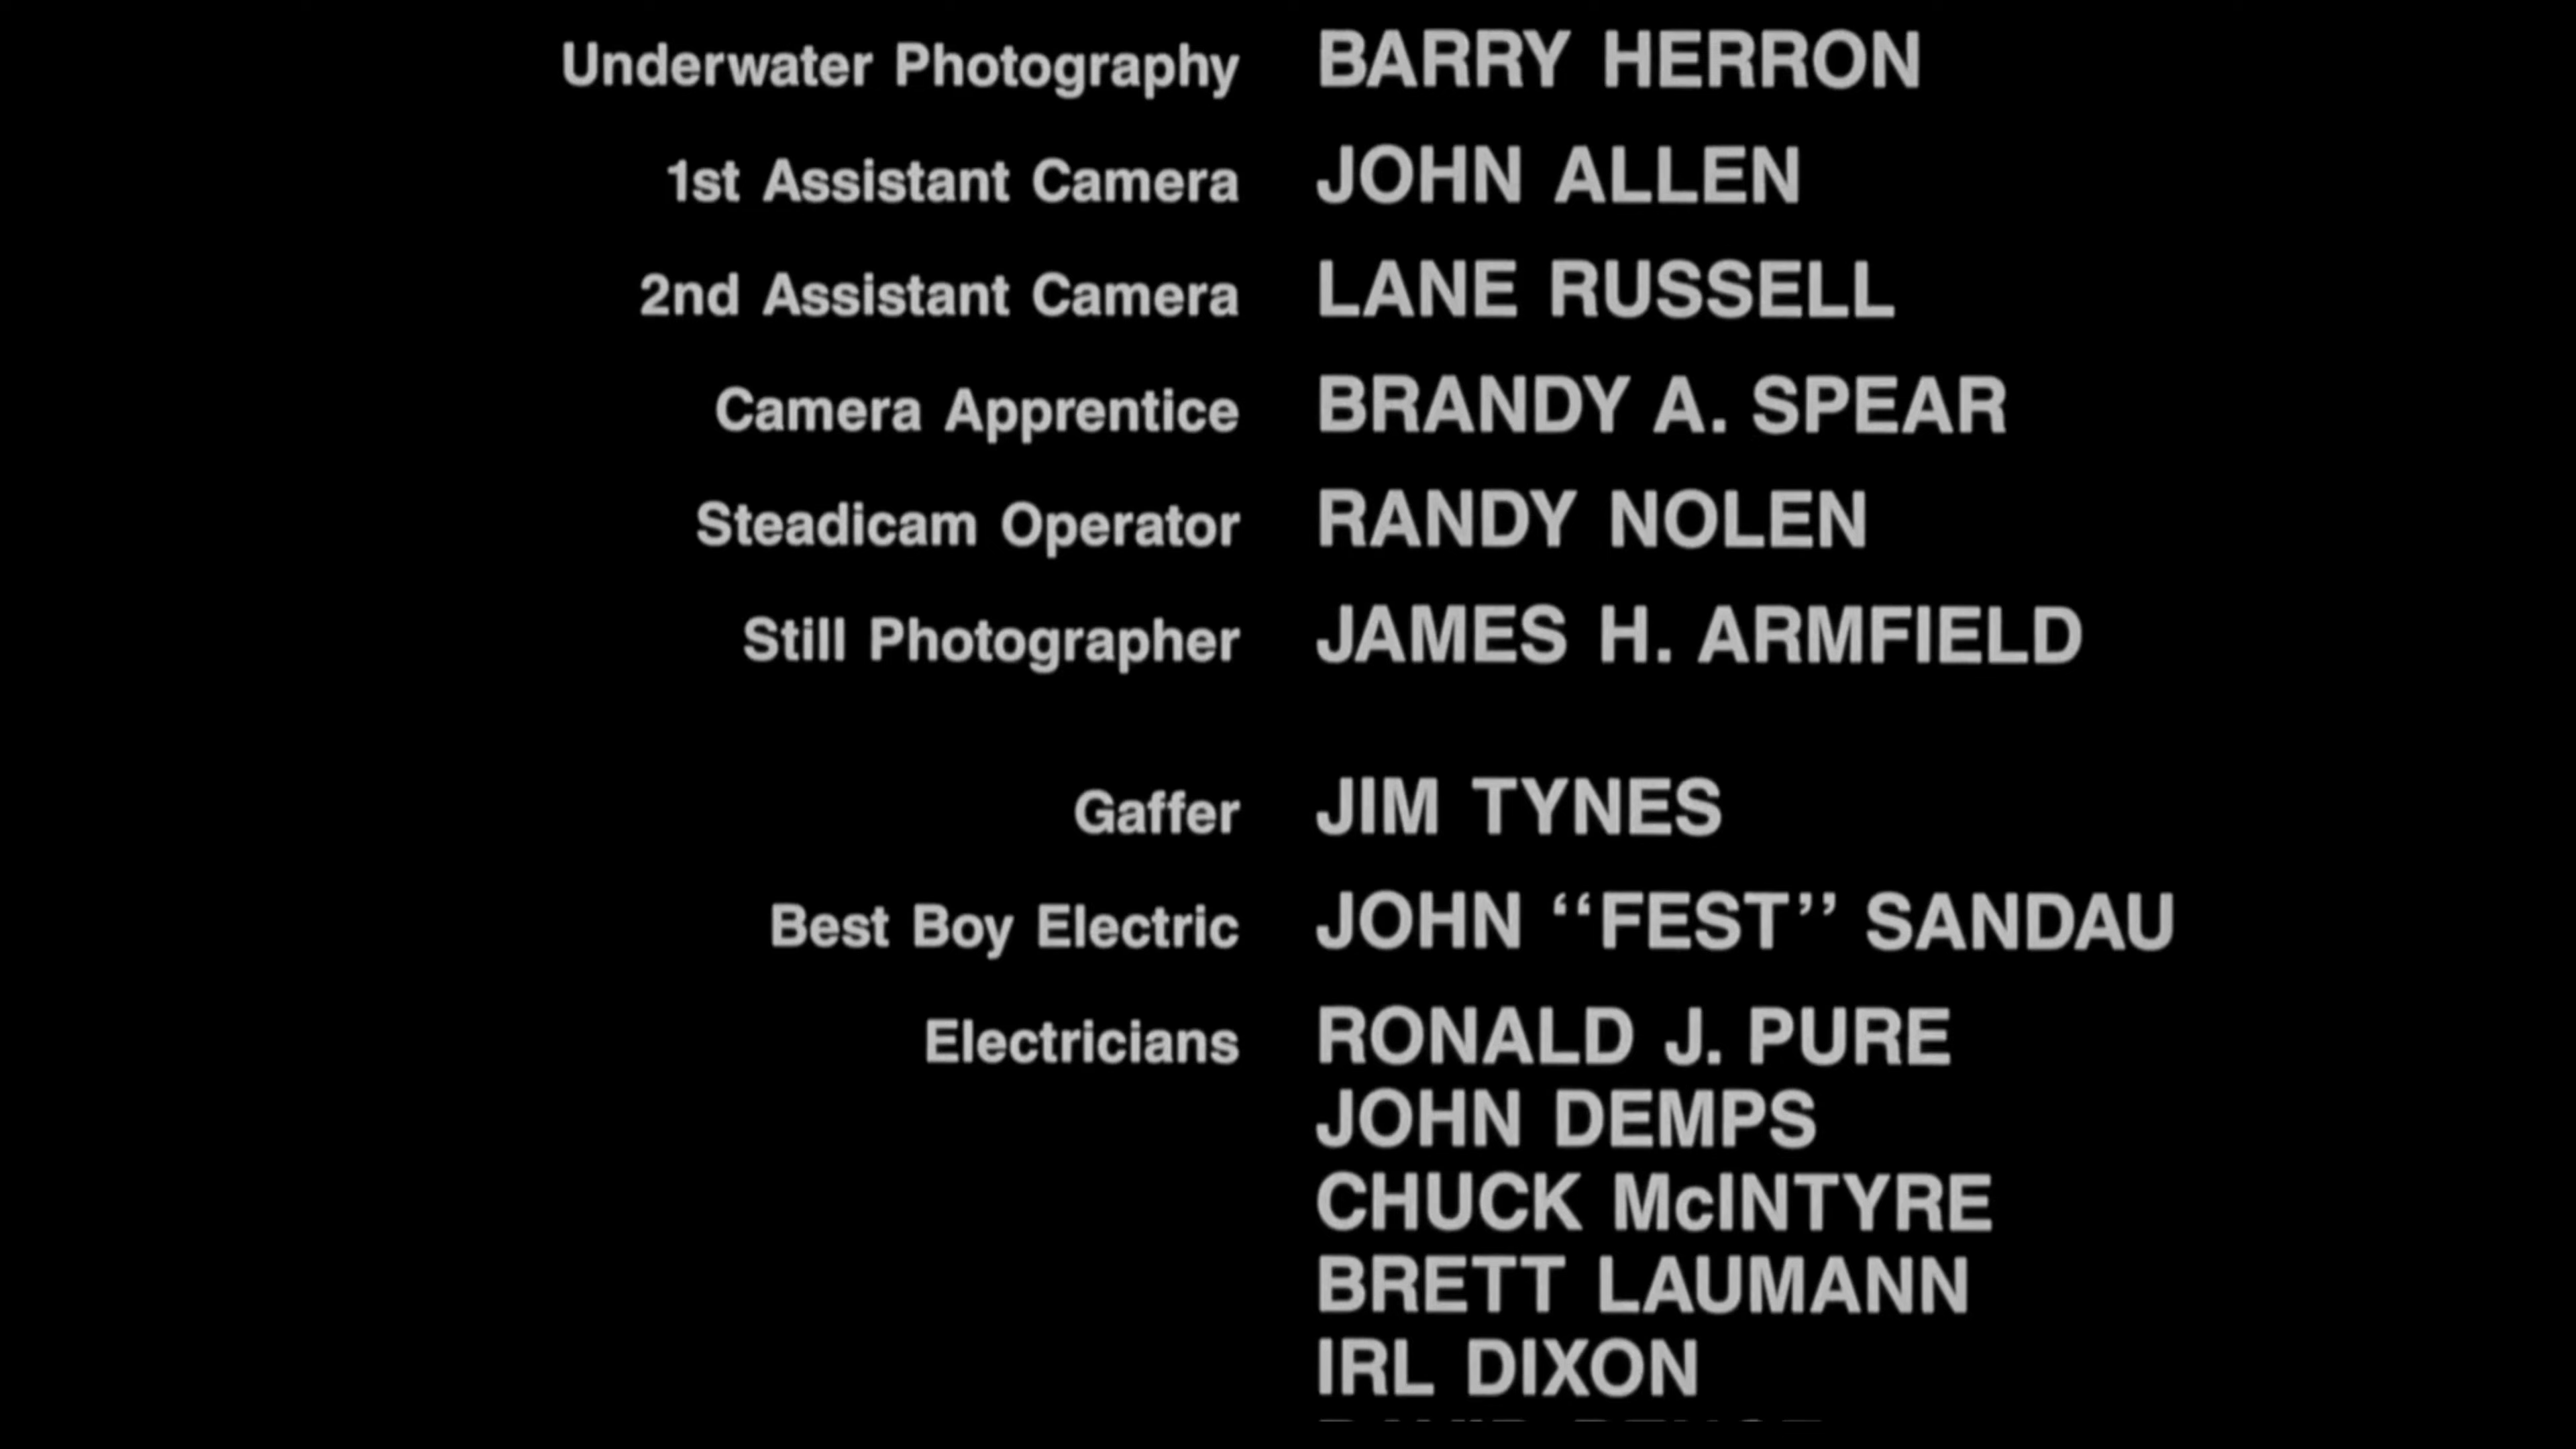 Underwater Photography BARRY HERRON
1st Assistant Camera JOHN ALLEN
2nd Assistant Camera LANE RUSSELL
Camera Apprentice BRANDY A. SPEAR
Steadicam Operator RANDY NOLEN
Still Photographer JAMES H. ARMFIELD
Gaffer JIM TYNES
Best Boy Electric JOHN ‘‘FEST’’ SANDAU
Electricians RONALD J. PURE
JOHN DEMPS
CHUCK McINTYRE
BRETT LAUMANN
IRL DIXON